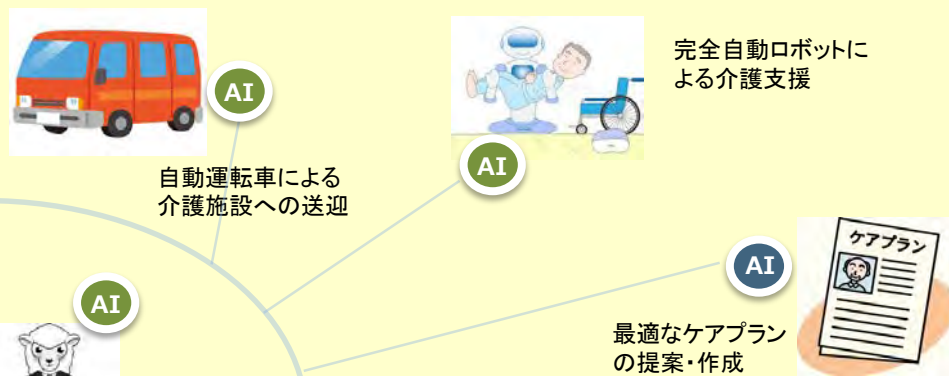 AI
完全自動ロボットに
よる介護支援
AI
自動運転車による
介護施設への送迎
ケアプラン
AI
AI
最適なケアプラン
の提案・作成